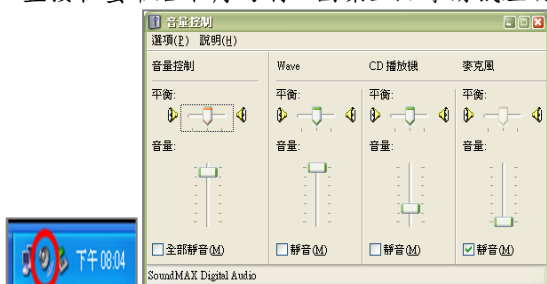 音量控制
選項(P) 說明(H)
音量控制 Wave CD 播放機 麥克風
平衡: 平衡: 平衡: 平衡:
音量: 音量: 音量: 音量:
全部靜音(M) 靜音(M) 靜音(M) 靜音(M)
SoundMAX Digital Audio
下午 08:04